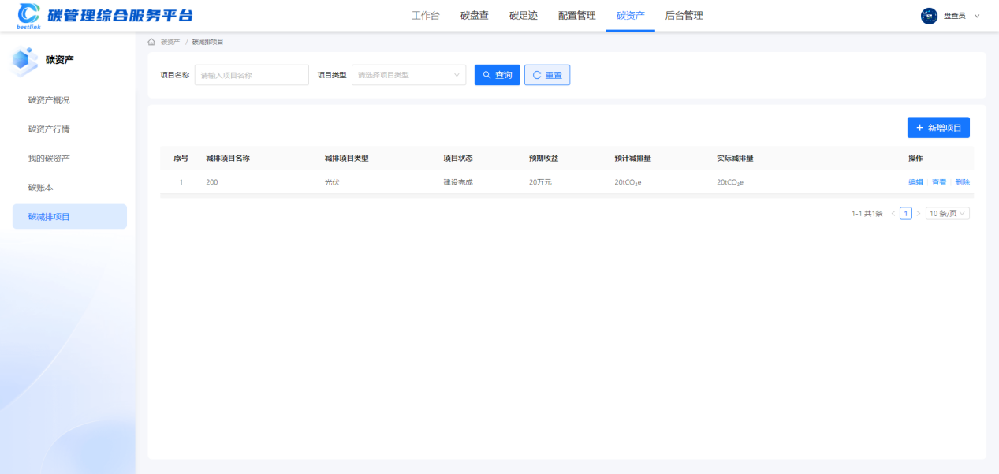 碳管理综合服务平台
bestlink
工作台 碳盘查 碳足迹 配置管理 碳资产 后台管理
盘查员
碳资产 / 碳减排项目
碳资产
碳资产概况
碳资产行情
我的碳资产
碳账本
碳减排项目
项目名称 请输入项目名称 项目类型 请选择项目类型 查询 重置
+ 新增项目
序号 减排项目名称 减排项目类型 项目状态 预期收益 预计减排量 实际减排量 操作
1 200 光伏 建设完成 20万元 20tCO₂e 20tCO₂e 编辑 查看 删除
1-1 共1条 < 1 > 10 条/页